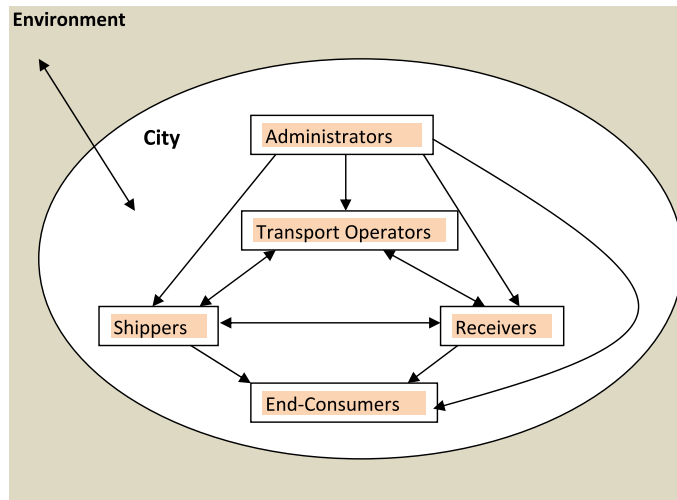 Environment
City
Administrators
Transport Operators
Shippers
Receivers
End-Consumers